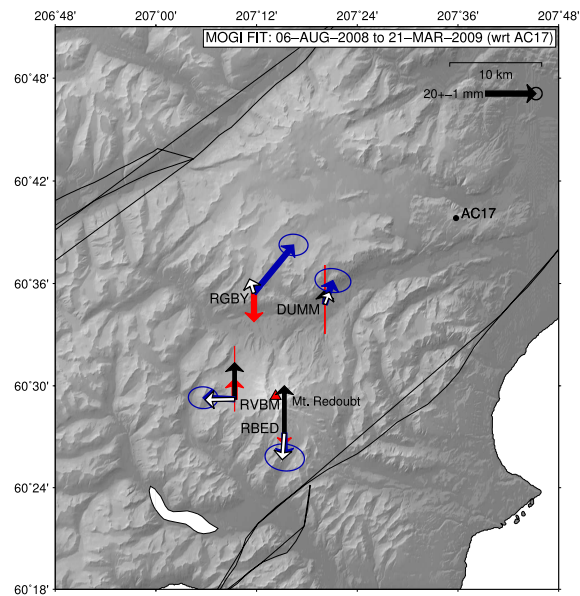 206˚48' 207˚00' 207˚12' 207˚24' 207˚36' 207˚48'
MOGI FIT: 06–AUG–2008 to 21–MAR–2009 (wrt AC17)
60˚48'
10 km
20+–1 mm
60˚42'
AC17
60˚36'
RGBY
DUMM
60˚30'
RVBM
Mt. Redoubt
RBED
60˚24'
60˚18'